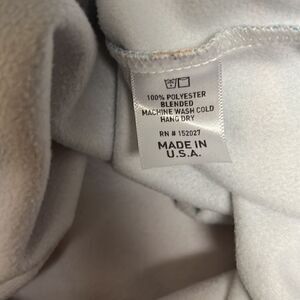 100% POLYESTER
BLENDED
MACHINE WASH COLD
HANG DRY
RN # 152027
MADE IN
U.S.A.